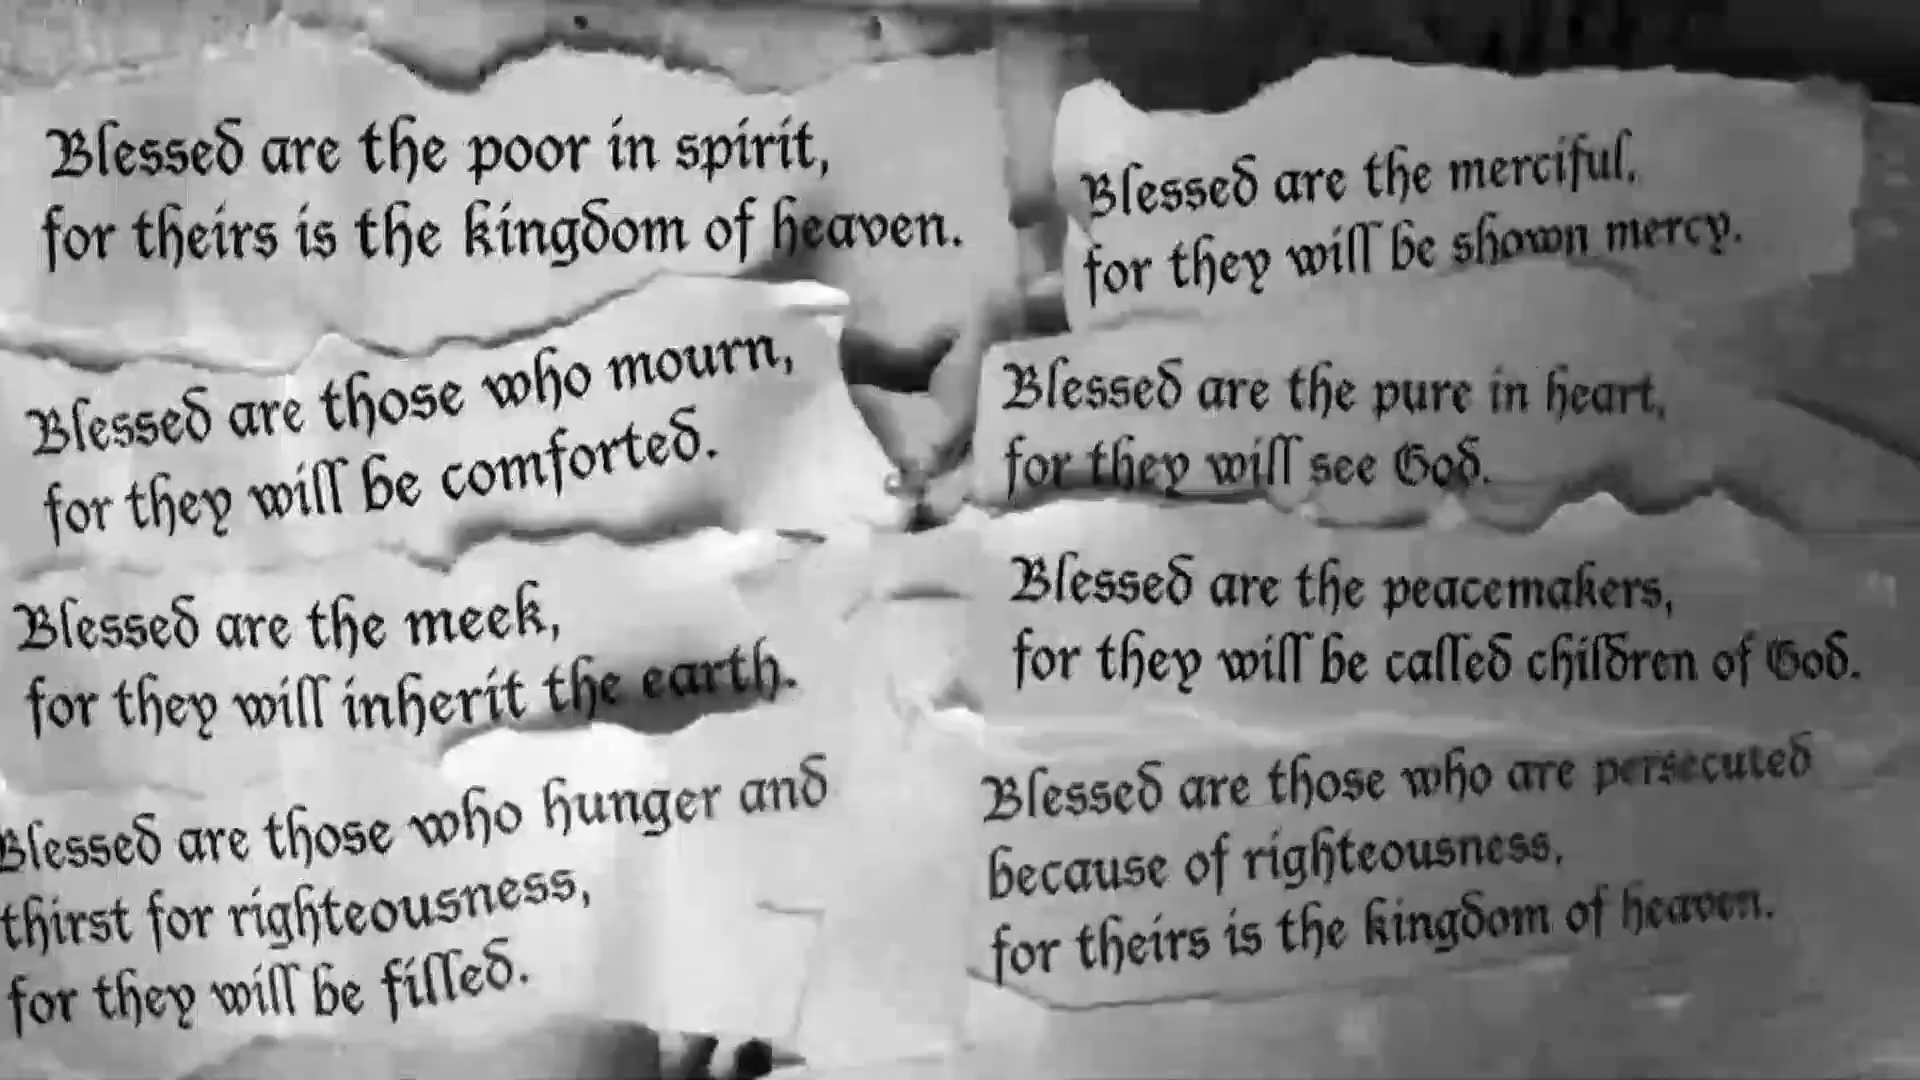 Blessed are the poor in spirit,
for theirs is the kingdom of heaven.
Blessed are those who mourn,
for they will be comforted.
Blessed are the meek,
for they will inherit the earth.
Blessed are those who hunger and
thirst for righteousness,
for they will be filled.
Blessed are the merciful,
for they will be shown mercy.
Blessed are the pure in heart,
for they will see God.
Blessed are the peacemakers,
for they will be called children of God.
Blessed are those who are persecuted
because of righteousness,
for theirs is the kingdom of heaven.